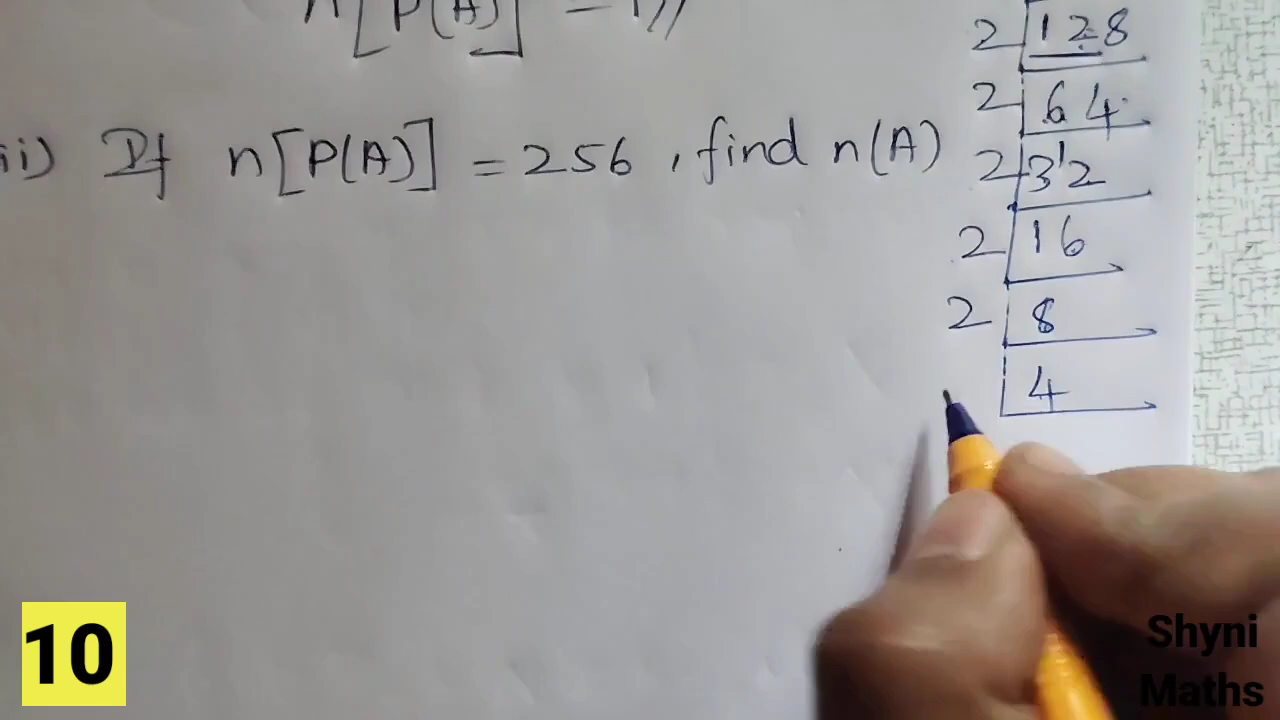 n[P(A)] = 1//
ii) If n[P(A)] = 256, find n(A)
2 128
2 64
2 32
2 16
2 8
4
10
Shyni
Maths